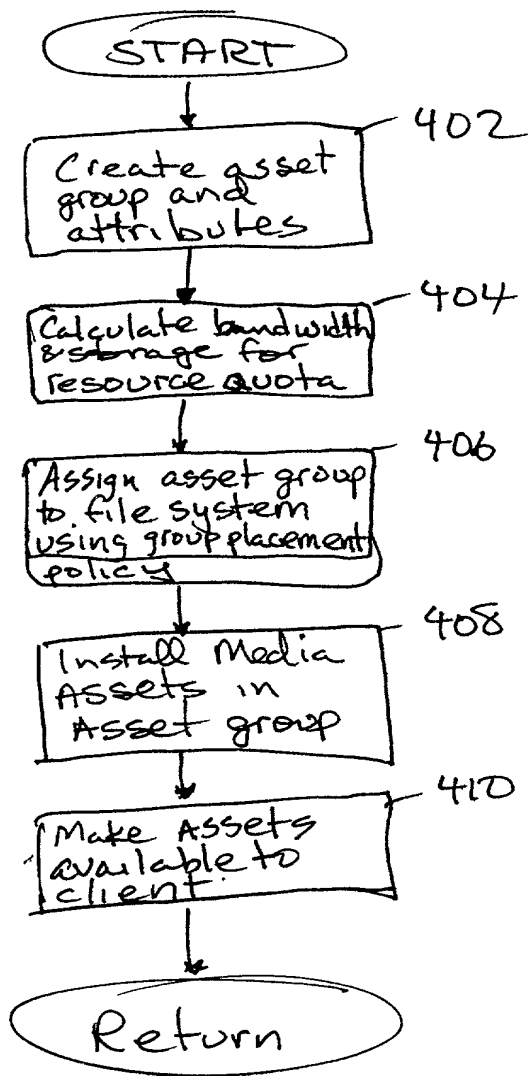 START
402
Create asset
group and
attributes
404
Calculate bandwidth
& storage for
resource quota
406
Assign asset group
to file system
using group placement
policy
408
Install Media
Assets in
Asset group
410
Make Assets
available to
client.
Return